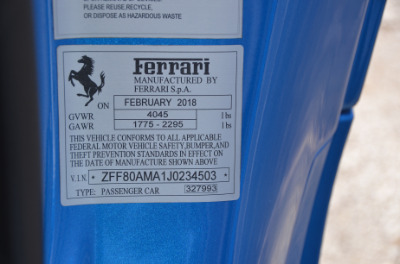 PLEASE REUSE, RECYCLE,
OR DISPOSE AS HAZARDOUS WASTE
Ferrari
MANUFACTURED BY
FERRARI S.p.A.
ON FEBRUARY 2018
GVWR 4045 lbs
GAWR 1775 - 2295 lbs
THIS VEHICLE CONFORMS TO ALL APPLICABLE
FEDERAL MOTOR VEHICLE SAFETY, BUMPER, AND
THEFT PREVENTION STANDARDS IN EFFECT ON
THE DATE OF MANUFACTURE SHOWN ABOVE
V.I.N. ZFF80AMA1J0234503
TYPE: PASSENGER CAR 327993